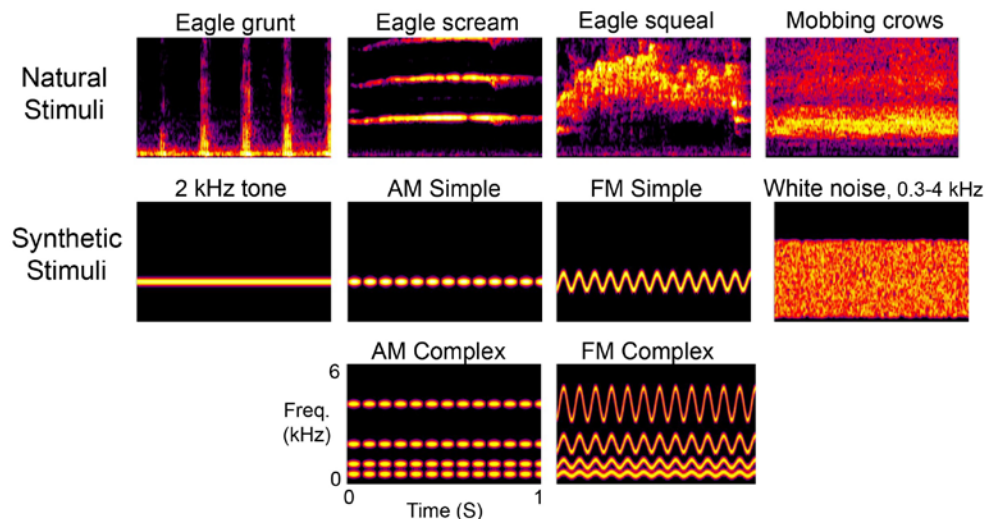 Eagle grunt
Eagle scream
Eagle squeal
Mobbing crows
Natural
Stimuli
2 kHz tone
AM Simple
FM Simple
White noise, 0.3-4 kHz
Synthetic
Stimuli
AM Complex
FM Complex
6
Freq.
(kHz)
0
0
1
Time (S)